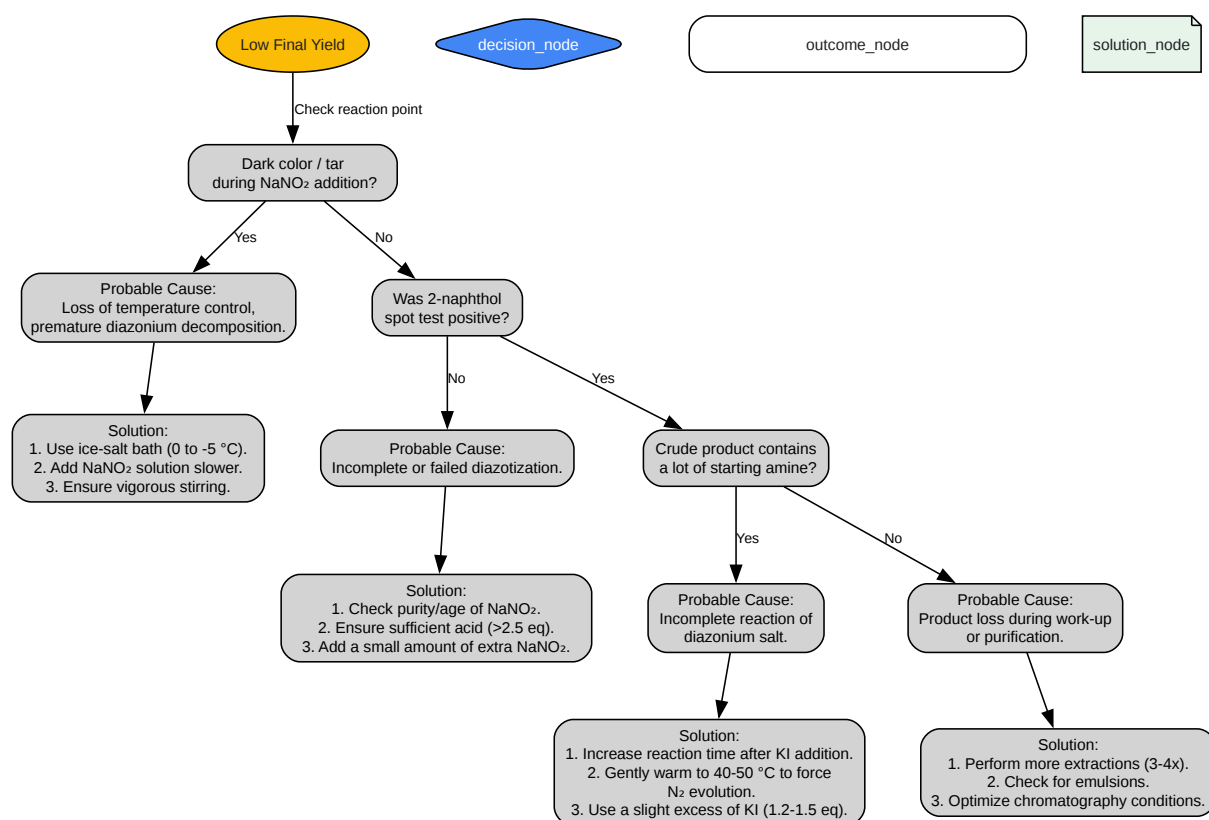 Low Final Yield
decision_node
outcome_node
solution_node
Check reaction point
Dark color / tar
during NaNO₂ addition?
Yes
No
Probable Cause:
Loss of temperature control,
premature diazonium decomposition.
Was 2-naphthol
spot test positive?
No
Yes
Solution:
1. Use ice-salt bath (0 to -5 °C).
2. Add NaNO₂ solution slower.
3. Ensure vigorous stirring.
Probable Cause:
Incomplete or failed diazotization.
Crude product contains
a lot of starting amine?
Yes
No
Solution:
1. Check purity/age of NaNO₂.
2. Ensure sufficient acid (>2.5 eq).
3. Add a small amount of extra NaNO₂.
Probable Cause:
Incomplete reaction of
diazonium salt.
Probable Cause:
Product loss during work-up
or purification.
Solution:
1. Increase reaction time after KI addition.
2. Gently warm to 40-50 °C to force
N₂ evolution.
3. Use a slight excess of KI (1.2-1.5 eq).
Solution:
1. Perform more extractions (3-4x).
2. Check for emulsions.
3. Optimize chromatography conditions.